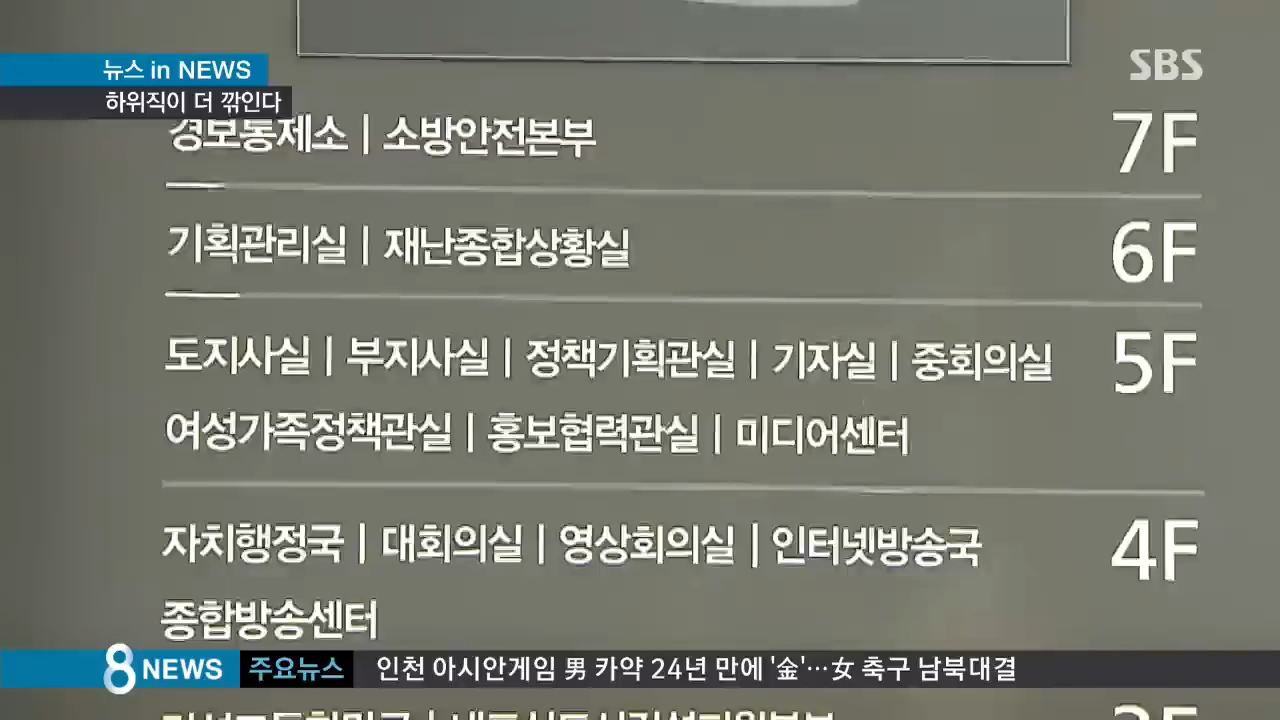 뉴스 in NEWS
SBS
하위직이 더 깎인다
경보통제소 | 소방안전본부 7F
기획관리실 | 재난종합상황실 6F
도지사실 | 부지사실 | 정책기획관실 | 기자실 | 중회의실 5F
여성가족정책관실 | 홍보협력관실 | 미디어센터
자치행정국 | 대회의실 | 영상회의실 | 인터넷방송국 4F
종합방송센터
8 NEWS 주요뉴스 인천 아시안게임 男 카약 24년 만에 '金'…女 축구 남북대결